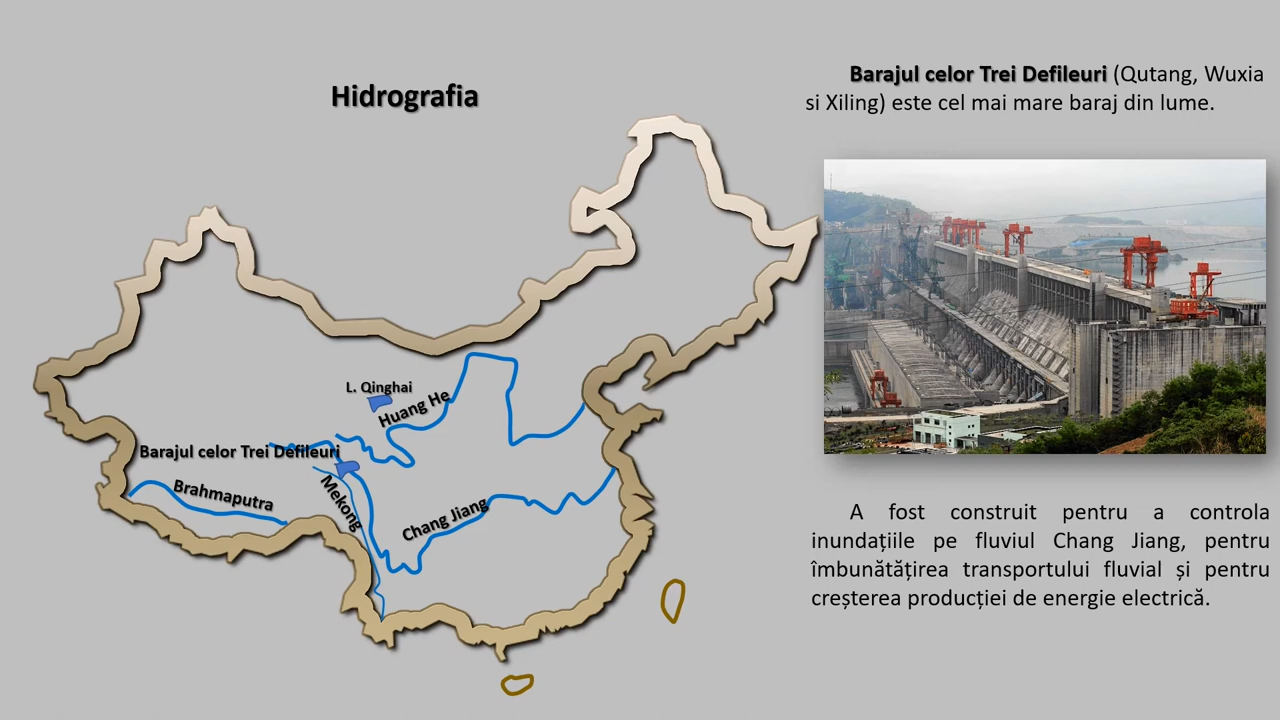 Hidrografia
L. Qinghai
Huang He
Barajul celor Trei Defileuri
Brahmaputra
Mekong
Chang Jiang
Barajul celor Trei Defileuri (Qutang, Wuxia
si Xiling) este cel mai mare baraj din lume.
A fost construit pentru a controla
inundațiile pe fluviul Chang Jiang, pentru
îmbunătățirea transportului fluvial și pentru
creșterea producției de energie electrică.